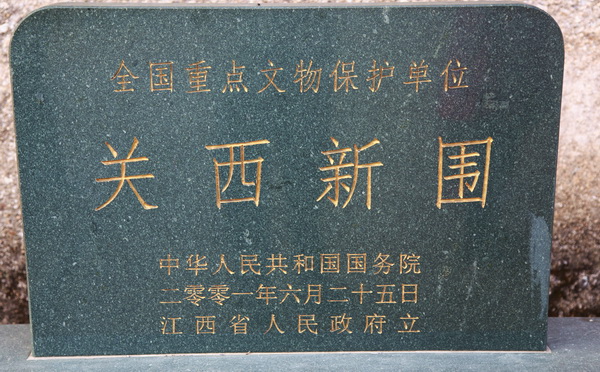 全国重点文物保护单位
关西新围
中华人民共和国国务院
二零零一年六月二十五日
江西省人民政府立